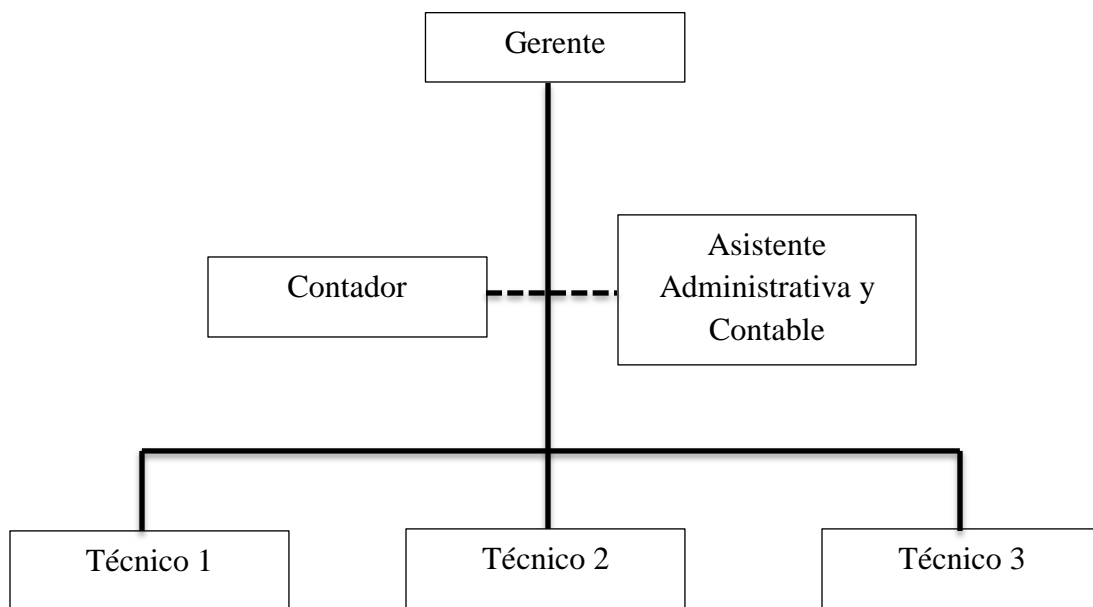 Gerente
Contador
Asistente
Administrativa y
Contable
Técnico 1
Técnico 2
Técnico 3